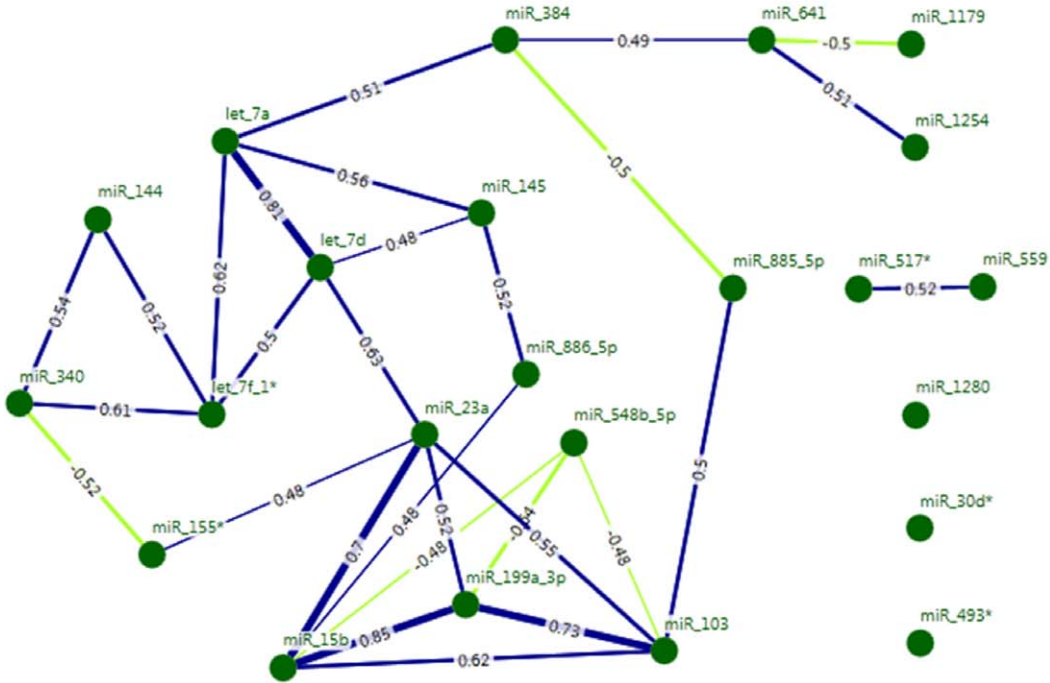 miR_384
miR_641
miR_1179
0.49
-0.5
0.51
0.51
let_7a
miR_1254
0.56
-0.5
miR_144
miR_145
0.81
let_7d
0.48
miR_885_5p
miR_517*
miR_559
0.62
0.52
0.52
0.54
0.52
0.5
0.63
miR_886_5p
miR_340
let_7f_1*
miR_1280
0.61
miR_23a
miR_548b_5p
0.5
-0.52
0.48
miR_30d*
0.48
0.52
miR_155*
0.55
-0.48
0.7
-0.48
miR_199a_3p
miR_493*
miR_103
0.73
miR_15b
0.85
0.62